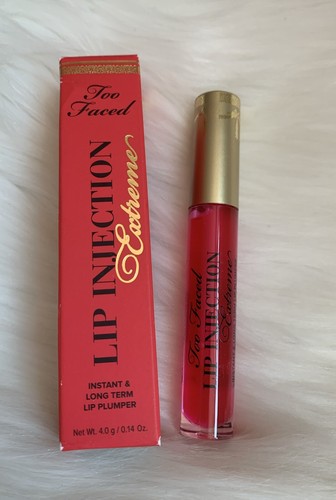 Too
Faced
LIP INJECTION
Extreme
INSTANT &
LONG TERM
LIP PLUMPER
Net Wt. 4.0 g / 0.14 Oz.
Too Faced
LIP INJECTION
Extreme